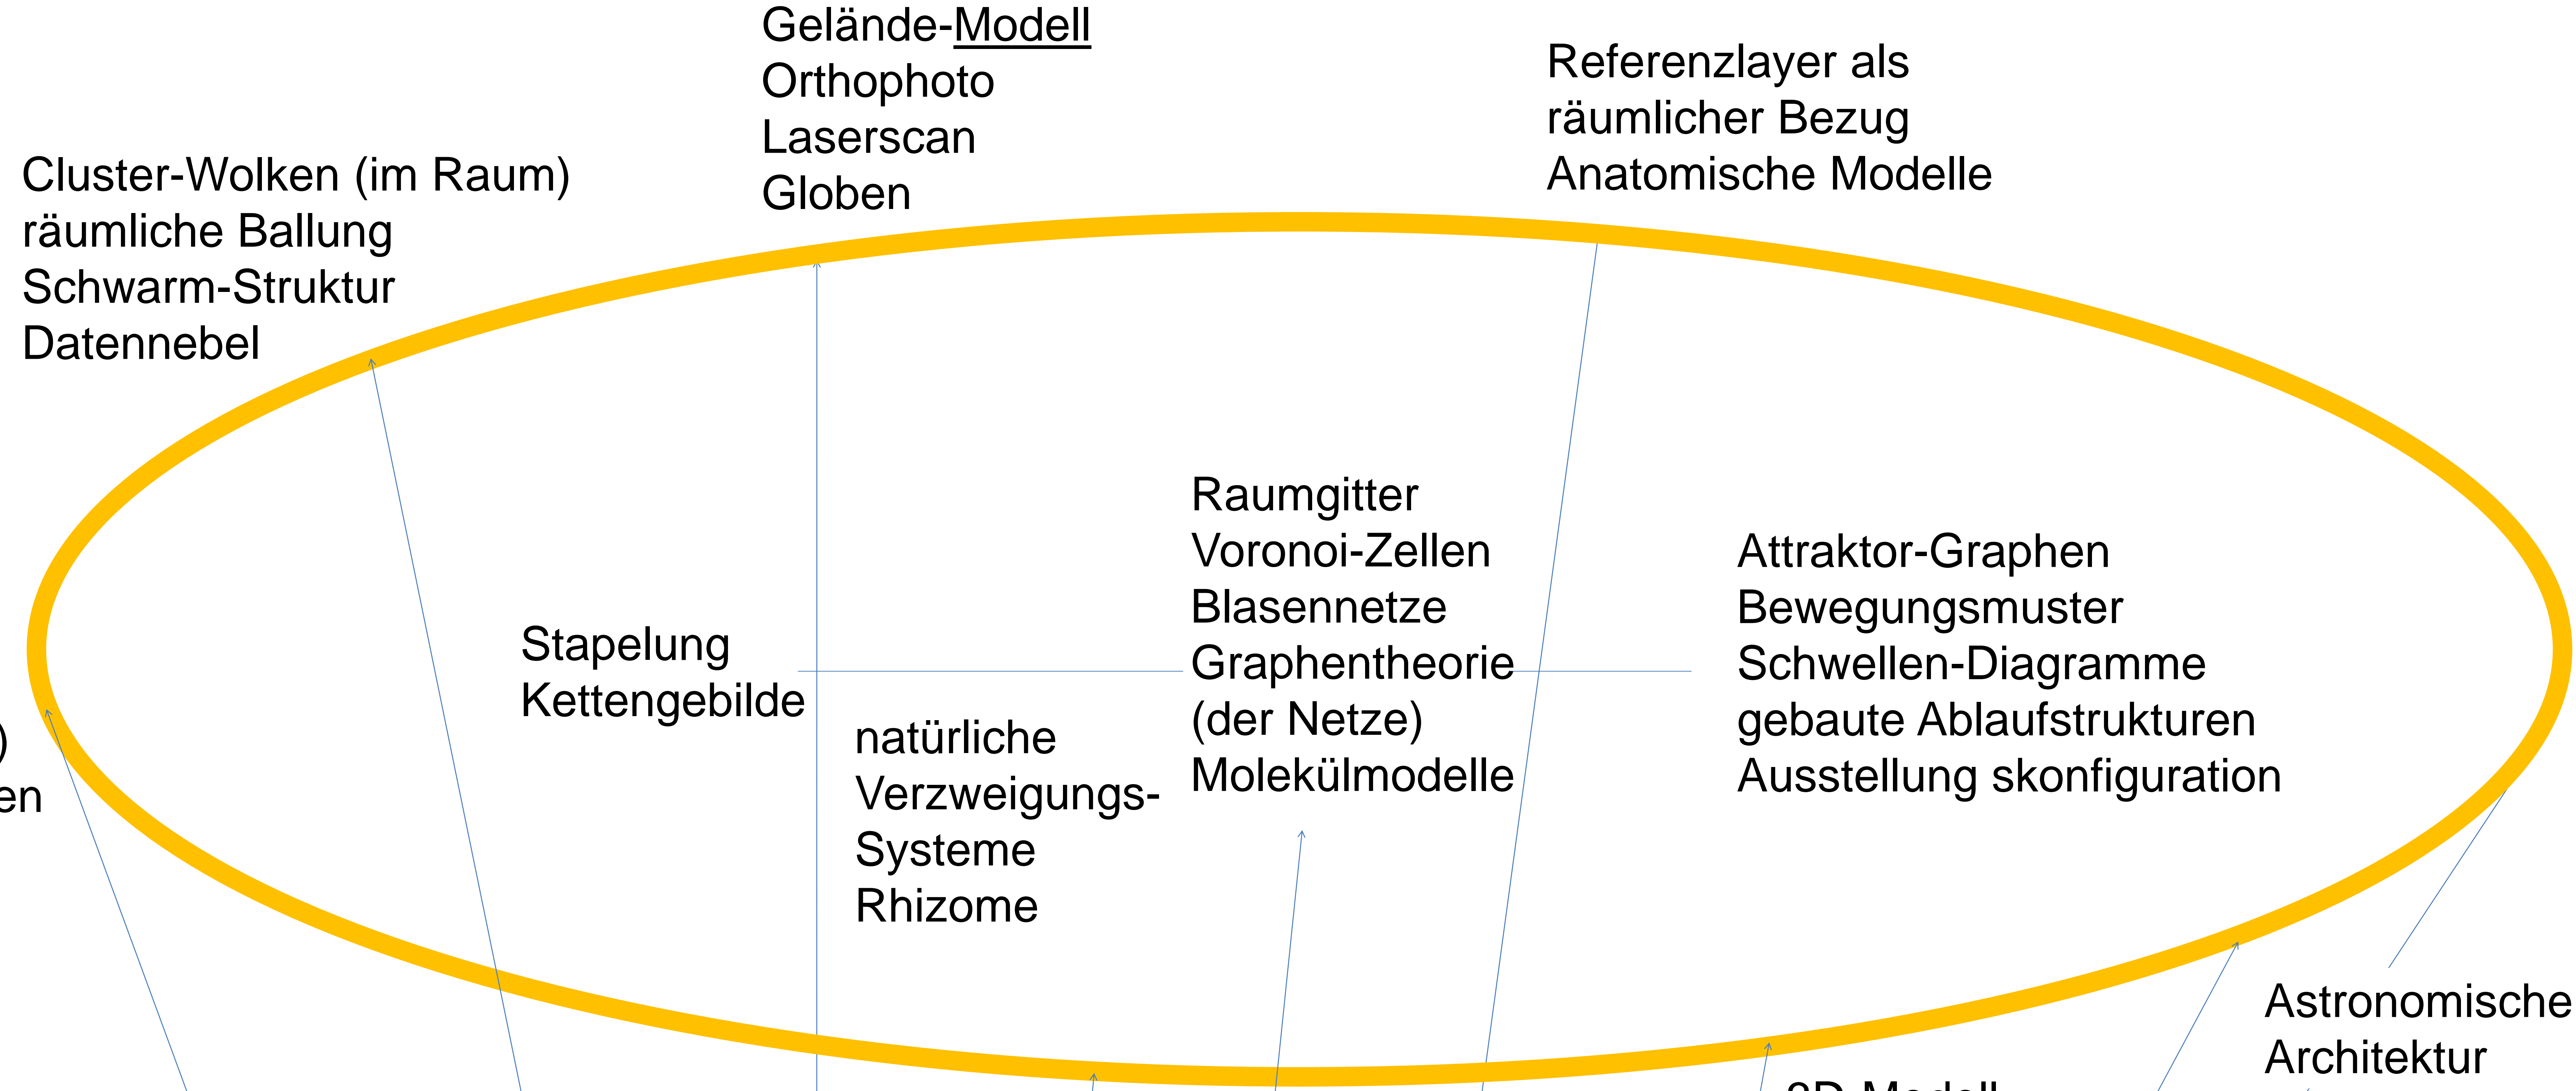 Gelände-Modell
Orthophoto
Laserscan
Globen
Referenzlayer als
räumlicher Bezug
Anatomische Modelle
Cluster-Wolken (im Raum)
räumliche Ballung
Schwarm-Struktur
Datennebel
Stapelung
Kettengebilde
natürliche
Verzweigungs-
Systeme
Rhizome
Raumgitter
Voronoi-Zellen
Blasennetze
Graphentheorie
(der Netze)
Molekülmodelle
Attraktor-Graphen
Bewegungsmuster
Schwellen-Diagramme
gebaute Ablaufstrukturen
Ausstellung skonfiguration
)
en
Astronomische
Architektur